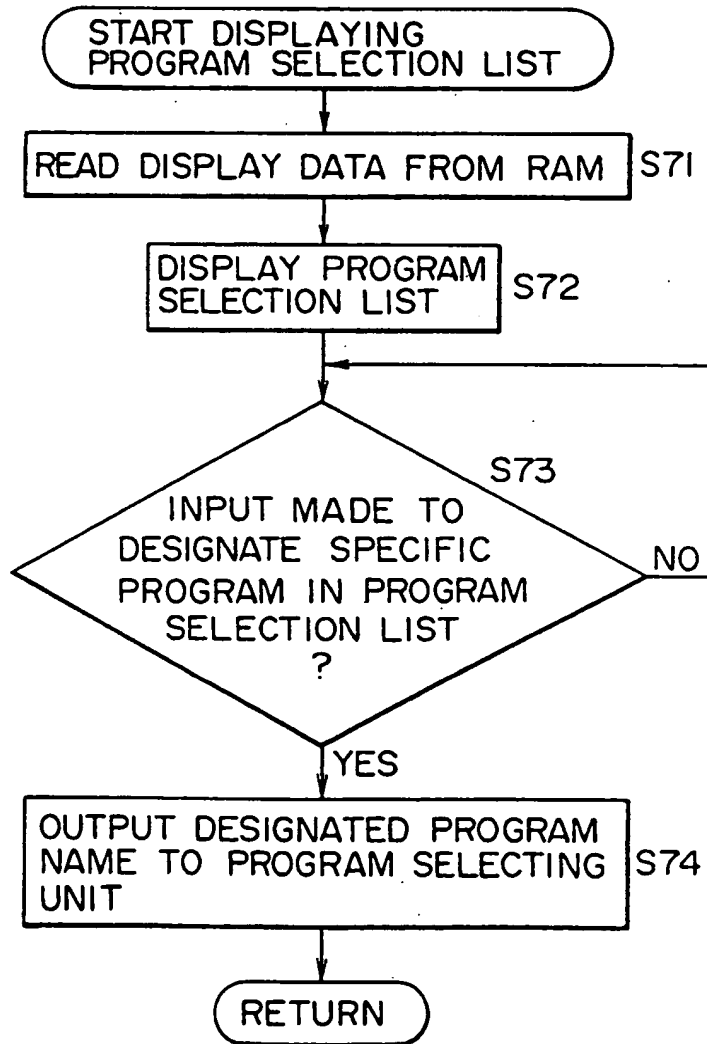 START DISPLAYING
PROGRAM SELECTION LIST
READ DISPLAY DATA FROM RAM
S71
DISPLAY PROGRAM
SELECTION LIST
S72
S73
INPUT MADE TO
DESIGNATE SPECIFIC
PROGRAM IN PROGRAM
SELECTION LIST
?
NO
YES
OUTPUT DESIGNATED PROGRAM
NAME TO PROGRAM SELECTING
UNIT
S74
RETURN